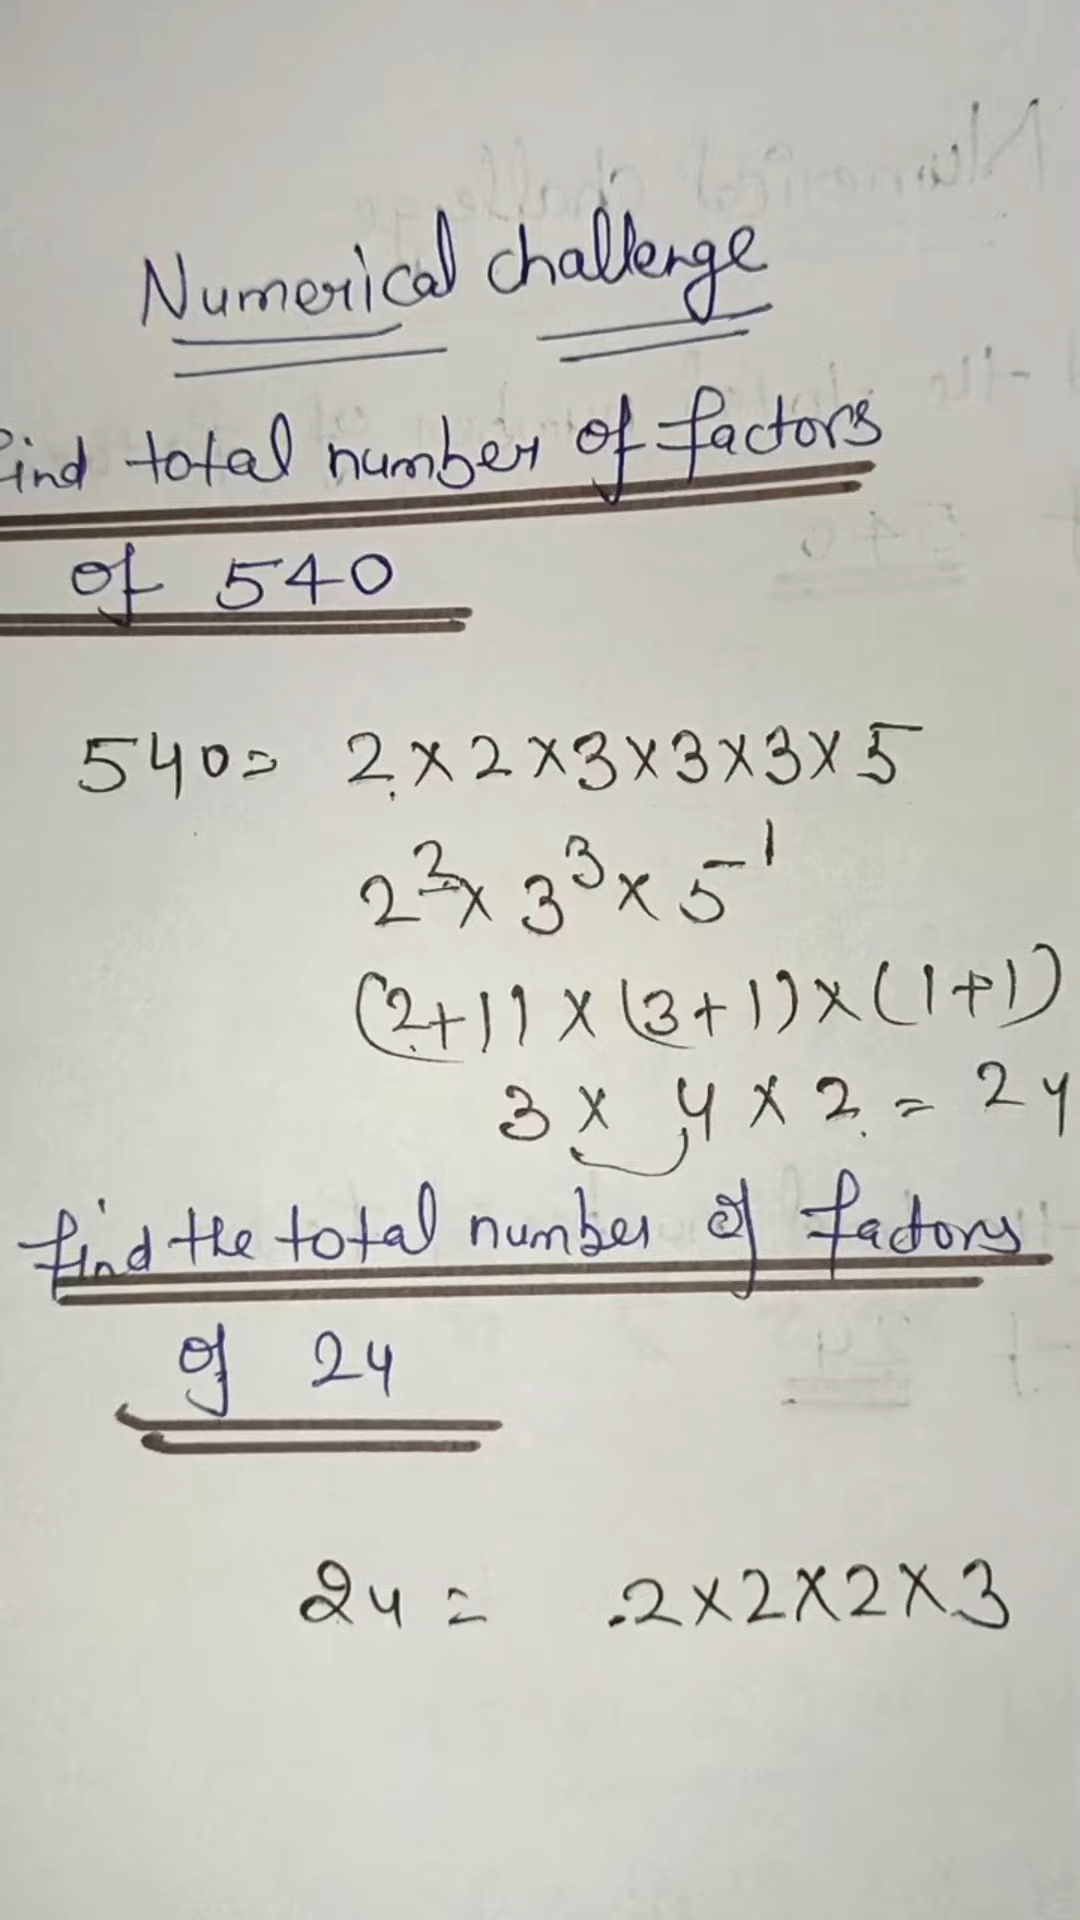 Numerical challenge
Find total number of factors
of 540
540= 2×2×3×3×3×5
2²× 3³× 5¹
(2+1)×(3+1)×(1+1)
3× 4×2 = 24
find the total number of factors
of 24
24 = 2×2×2×3